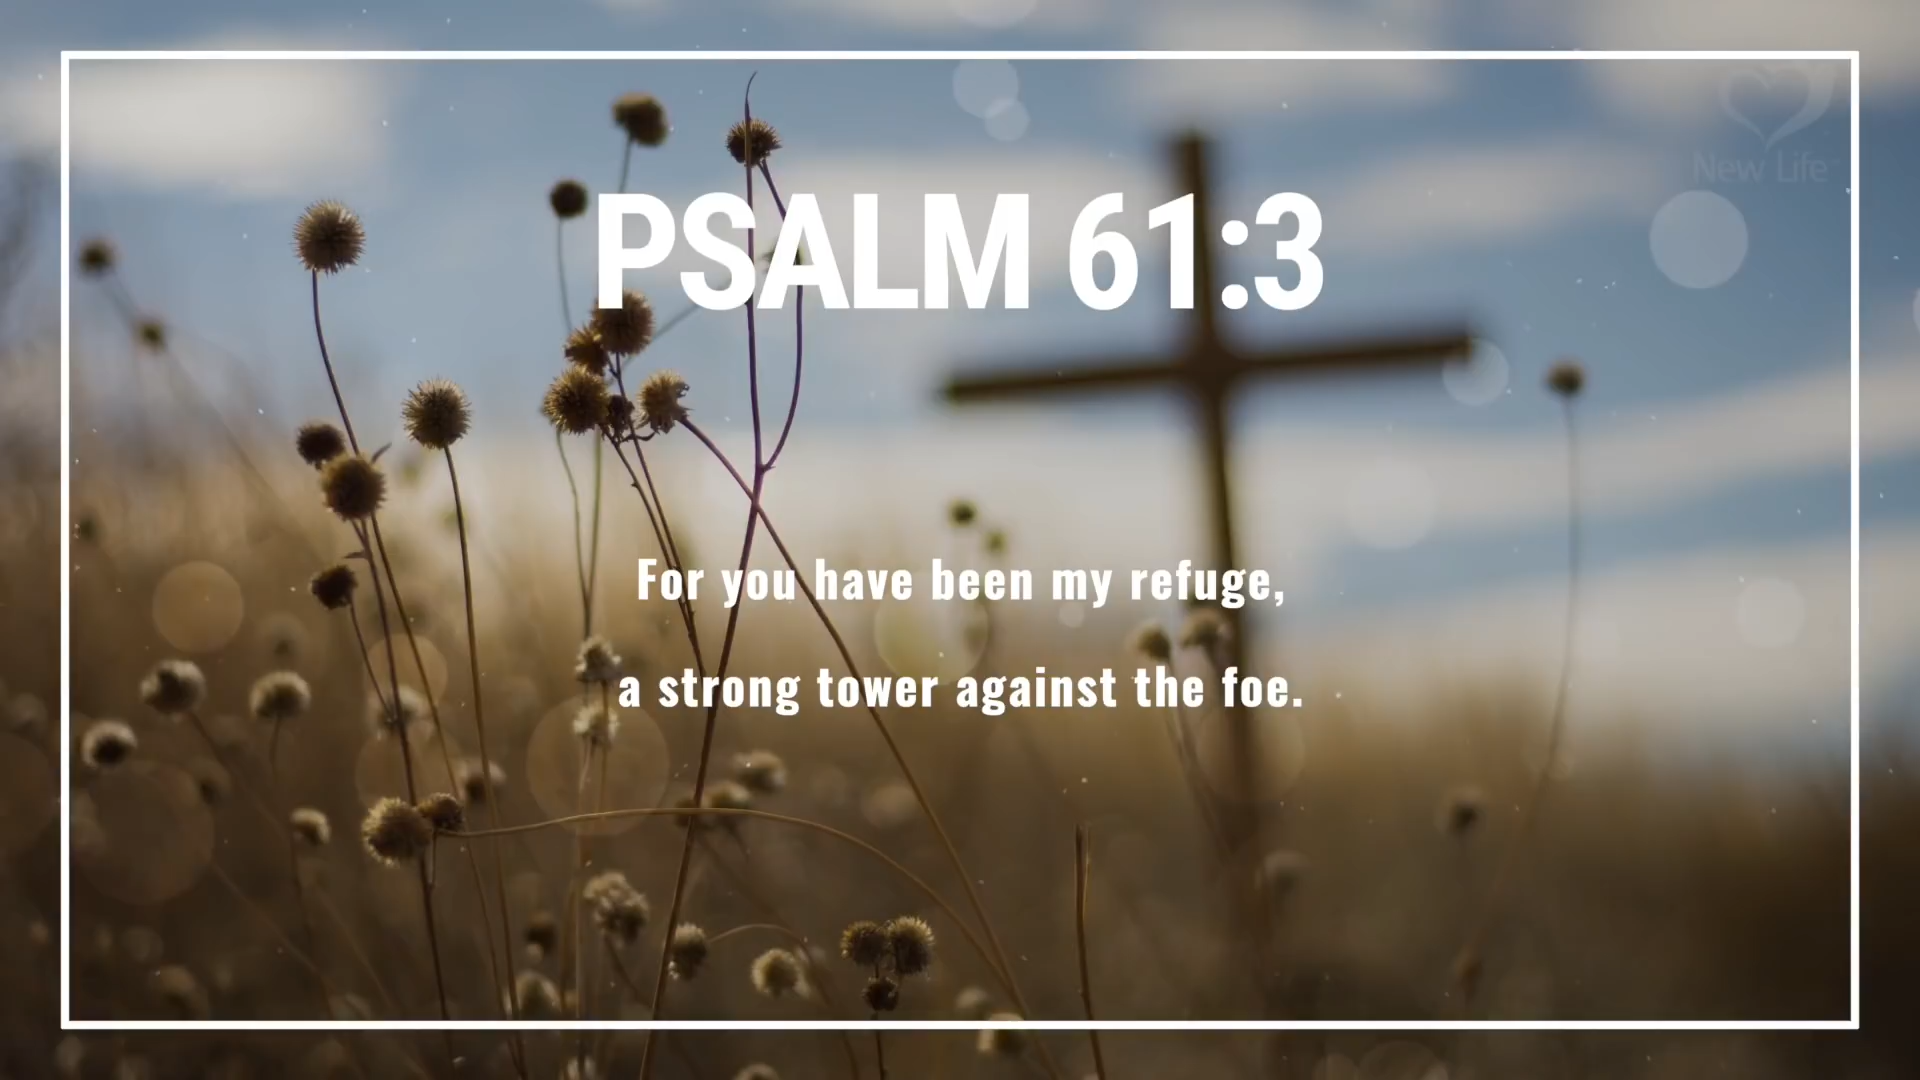 New Life
PSALM 61:3
For you have been my refuge,
a strong tower against the foe.